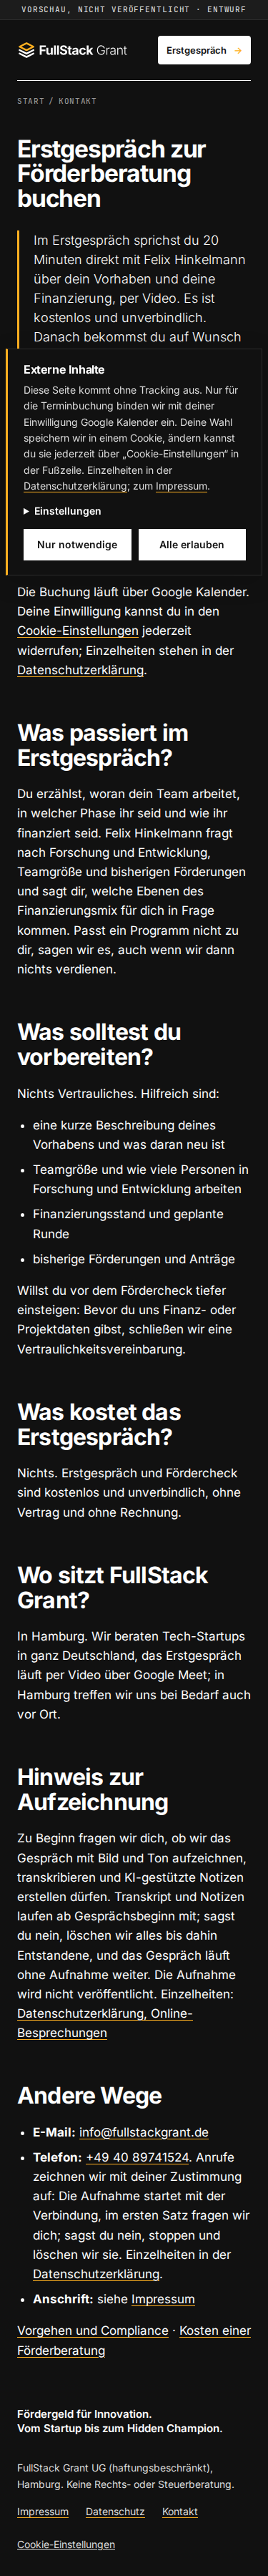 VORSCHAU, NICHT VERÖFFENTLICHT · ENTWURF
FullStack Grant
Erstgespräch →
START / KONTAKT
Erstgespräch zur
Förderberatung
buchen
Im Erstgespräch sprichst du 20
Minuten direkt mit Felix Hinkelmann
über dein Vorhaben und deine
Finanzierung, per Video. Es ist
kostenlos und unverbindlich.
Danach bekommst du auf Wunsch
Externe Inhalte
Diese Seite kommt ohne Tracking aus. Nur für
die Terminbuchung binden wir mit deiner
Einwilligung Google Kalender ein. Deine Wahl
speichern wir in einem Cookie, ändern kannst
du sie jederzeit über „Cookie-Einstellungen“ in
der Fußzeile. Einzelheiten in der
Datenschutzerklärung; zum Impressum.
▶ Einstellungen
Nur notwendige
Alle erlauben
Die Buchung läuft über Google Kalender.
Deine Einwilligung kannst du in den
Cookie-Einstellungen jederzeit
widerrufen; Einzelheiten stehen in der
Datenschutzerklärung.
Was passiert im
Erstgespräch?
Du erzählst, woran dein Team arbeitet,
in welcher Phase ihr seid und wie ihr
finanziert seid. Felix Hinkelmann fragt
nach Forschung und Entwicklung,
Teamgröße und bisherigen Förderungen
und sagt dir, welche Ebenen des
Finanzierungsmix für dich in Frage
kommen. Passt ein Programm nicht zu
dir, sagen wir es, auch wenn wir dann
nichts verdienen.
Was solltest du
vorbereiten?
Nichts Vertrauliches. Hilfreich sind:
• eine kurze Beschreibung deines
Vorhabens und was daran neu ist
• Teamgröße und wie viele Personen in
Forschung und Entwicklung arbeiten
• Finanzierungsstand und geplante
Runde
• bisherige Förderungen und Anträge
Willst du vor dem Fördercheck tiefer
einsteigen: Bevor du uns Finanz- oder
Projektdaten gibst, schließen wir eine
Vertraulichkeitsvereinbarung.
Was kostet das
Erstgespräch?
Nichts. Erstgespräch und Fördercheck
sind kostenlos und unverbindlich, ohne
Vertrag und ohne Rechnung.
Wo sitzt FullStack
Grant?
In Hamburg. Wir beraten Tech-Startups
in ganz Deutschland, das Erstgespräch
läuft per Video über Google Meet; in
Hamburg treffen wir uns bei Bedarf auch
vor Ort.
Hinweis zur
Aufzeichnung
Zu Beginn fragen wir dich, ob wir das
Gespräch mit Bild und Ton aufzeichnen,
transkribieren und KI-gestützte Notizen
erstellen dürfen. Transkript und Notizen
laufen ab Gesprächsbeginn mit; sagst
du nein, löschen wir alles bis dahin
Entstandene, und das Gespräch läuft
ohne Aufnahme weiter. Die Aufnahme
wird nicht veröffentlicht. Einzelheiten:
Datenschutzerklärung, Online-
Besprechungen
Andere Wege
• E-Mail: info@fullstackgrant.de
• Telefon: +49 40 89741524. Anrufe
zeichnen wir mit deiner Zustimmung
auf: Die Aufnahme startet mit der
Verbindung, im ersten Satz fragen wir
dich; sagst du nein, stoppen und
löschen wir sie. Einzelheiten in der
Datenschutzerklärung.
• Anschrift: siehe Impressum
Vorgehen und Compliance · Kosten einer
Förderberatung
Fördergeld für Innovation.
Vom Startup bis zum Hidden Champion.
FullStack Grant UG (haftungsbeschränkt),
Hamburg. Keine Rechts- oder Steuerberatung.
Impressum Datenschutz Kontakt
Cookie-Einstellungen